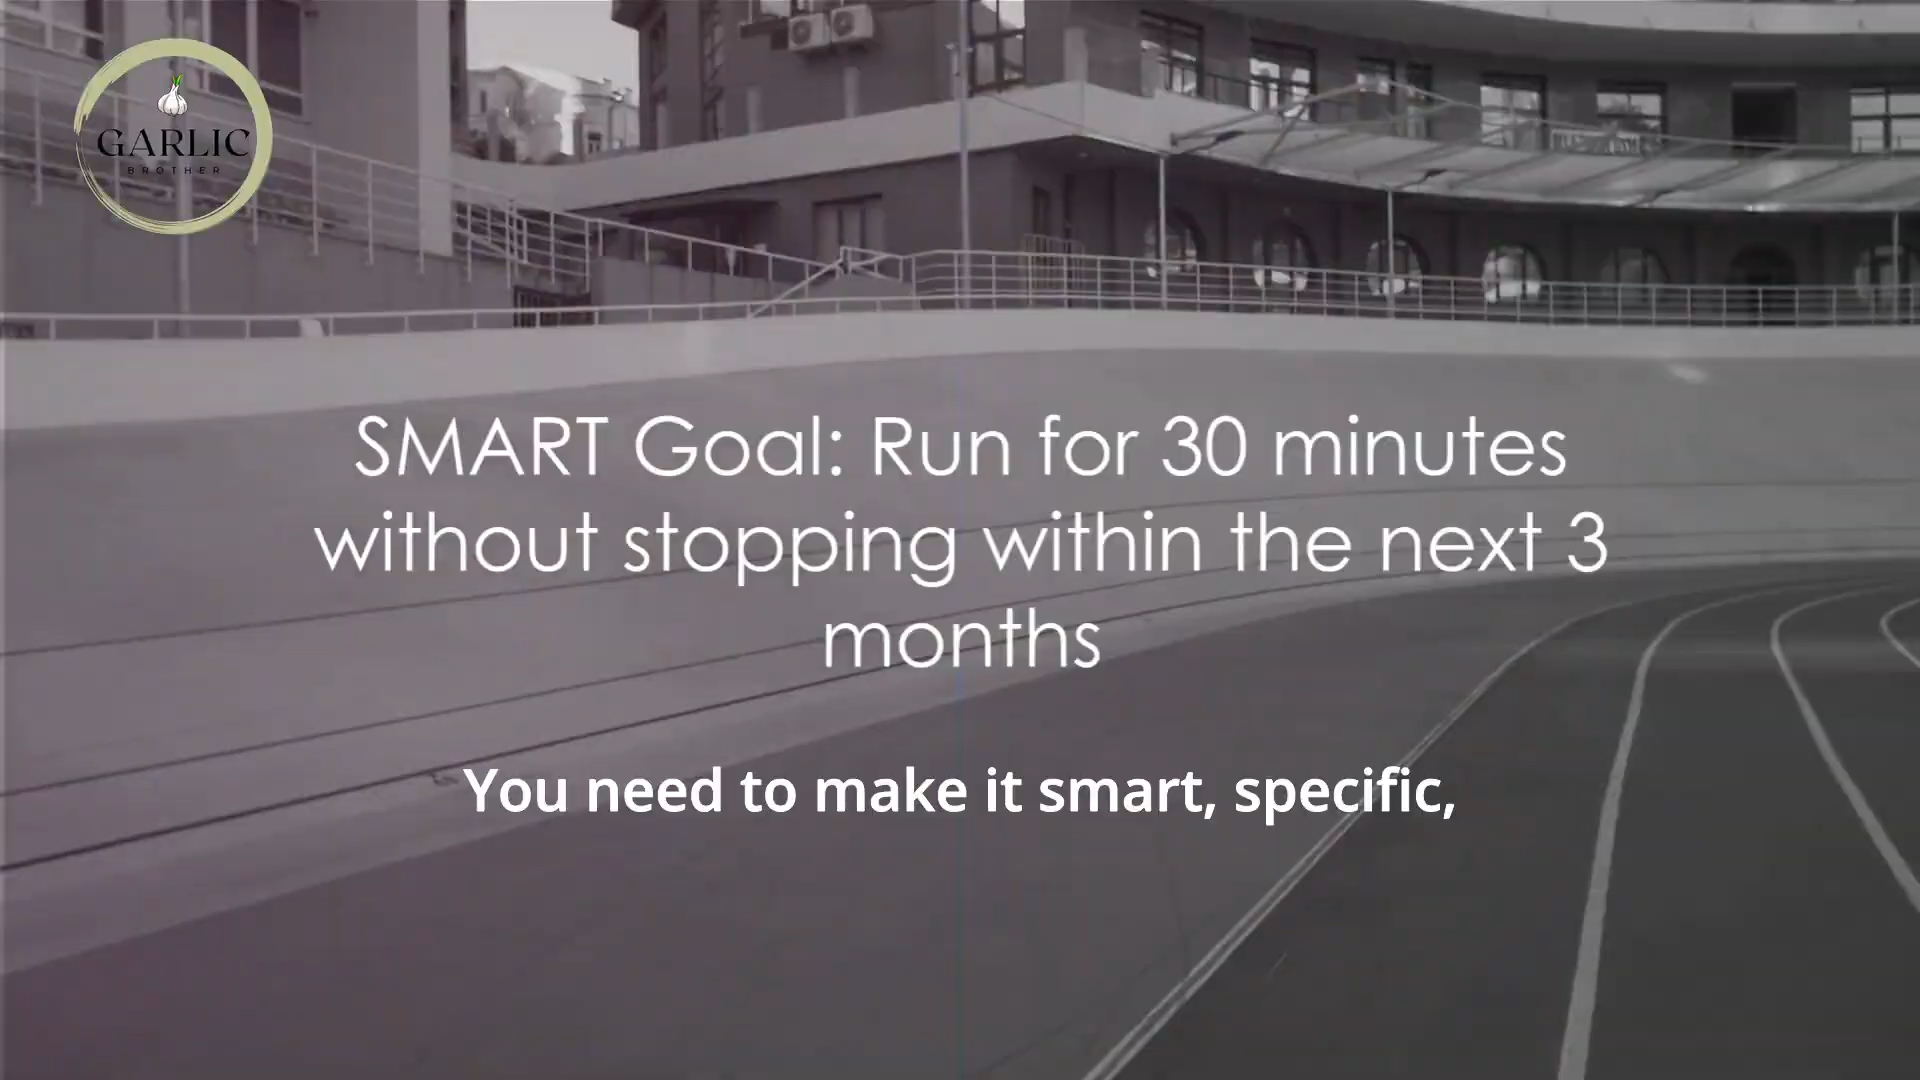 GARLIC
BROTHER
SMART Goal: Run for 30 minutes
without stopping within the next 3
months
You need to make it smart, specific,